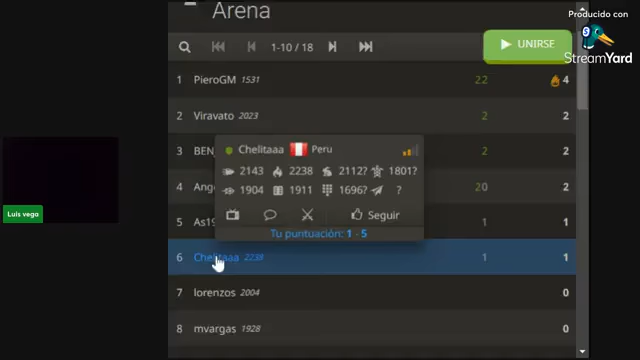 Arena
Producido con
StreamYard
1-10 / 18
UNIRSE
1 PieroGM 1531 22 4
2 Viravato 2023 2 2
3 BEN 2 2
Chelitaaa Peru
2143 2238 2112? 1801?
1904 1911 1696? ?
4 Ang 20 2
Seguir
5 As19 1 1
Tu puntuación: 1 - 5
6 Chelitaaa 2238 1 1
7 lorenzos 2004 0
8 mvargas 1928 0
Luis vega